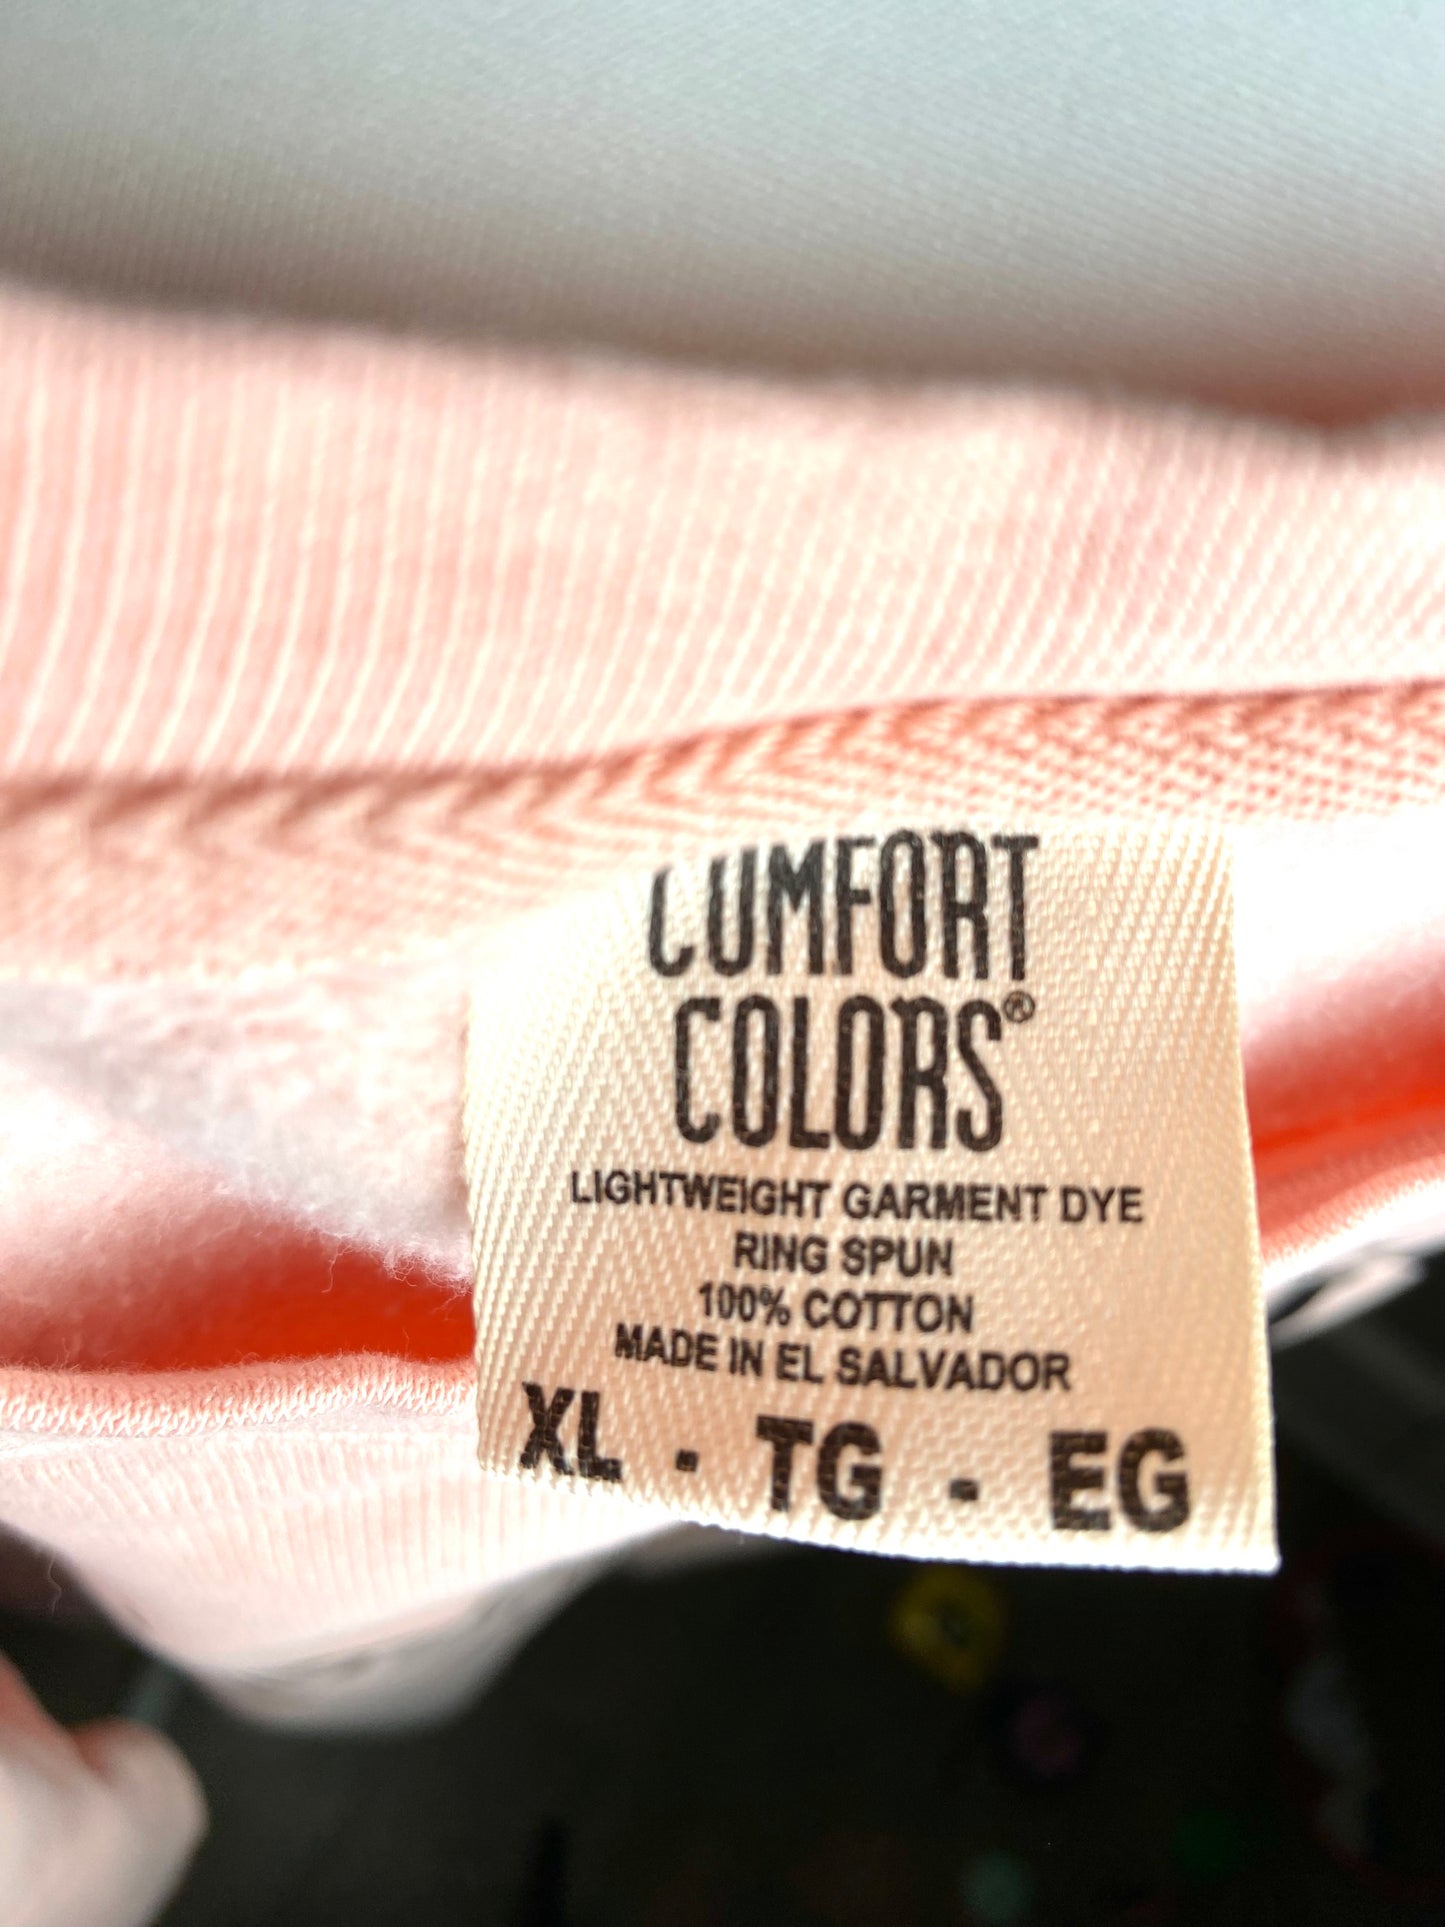 COMFORT
COLORS®
LIGHTWEIGHT GARMENT DYE
RING SPUN
100% COTTON
MADE IN EL SALVADOR
XL - TG - EG